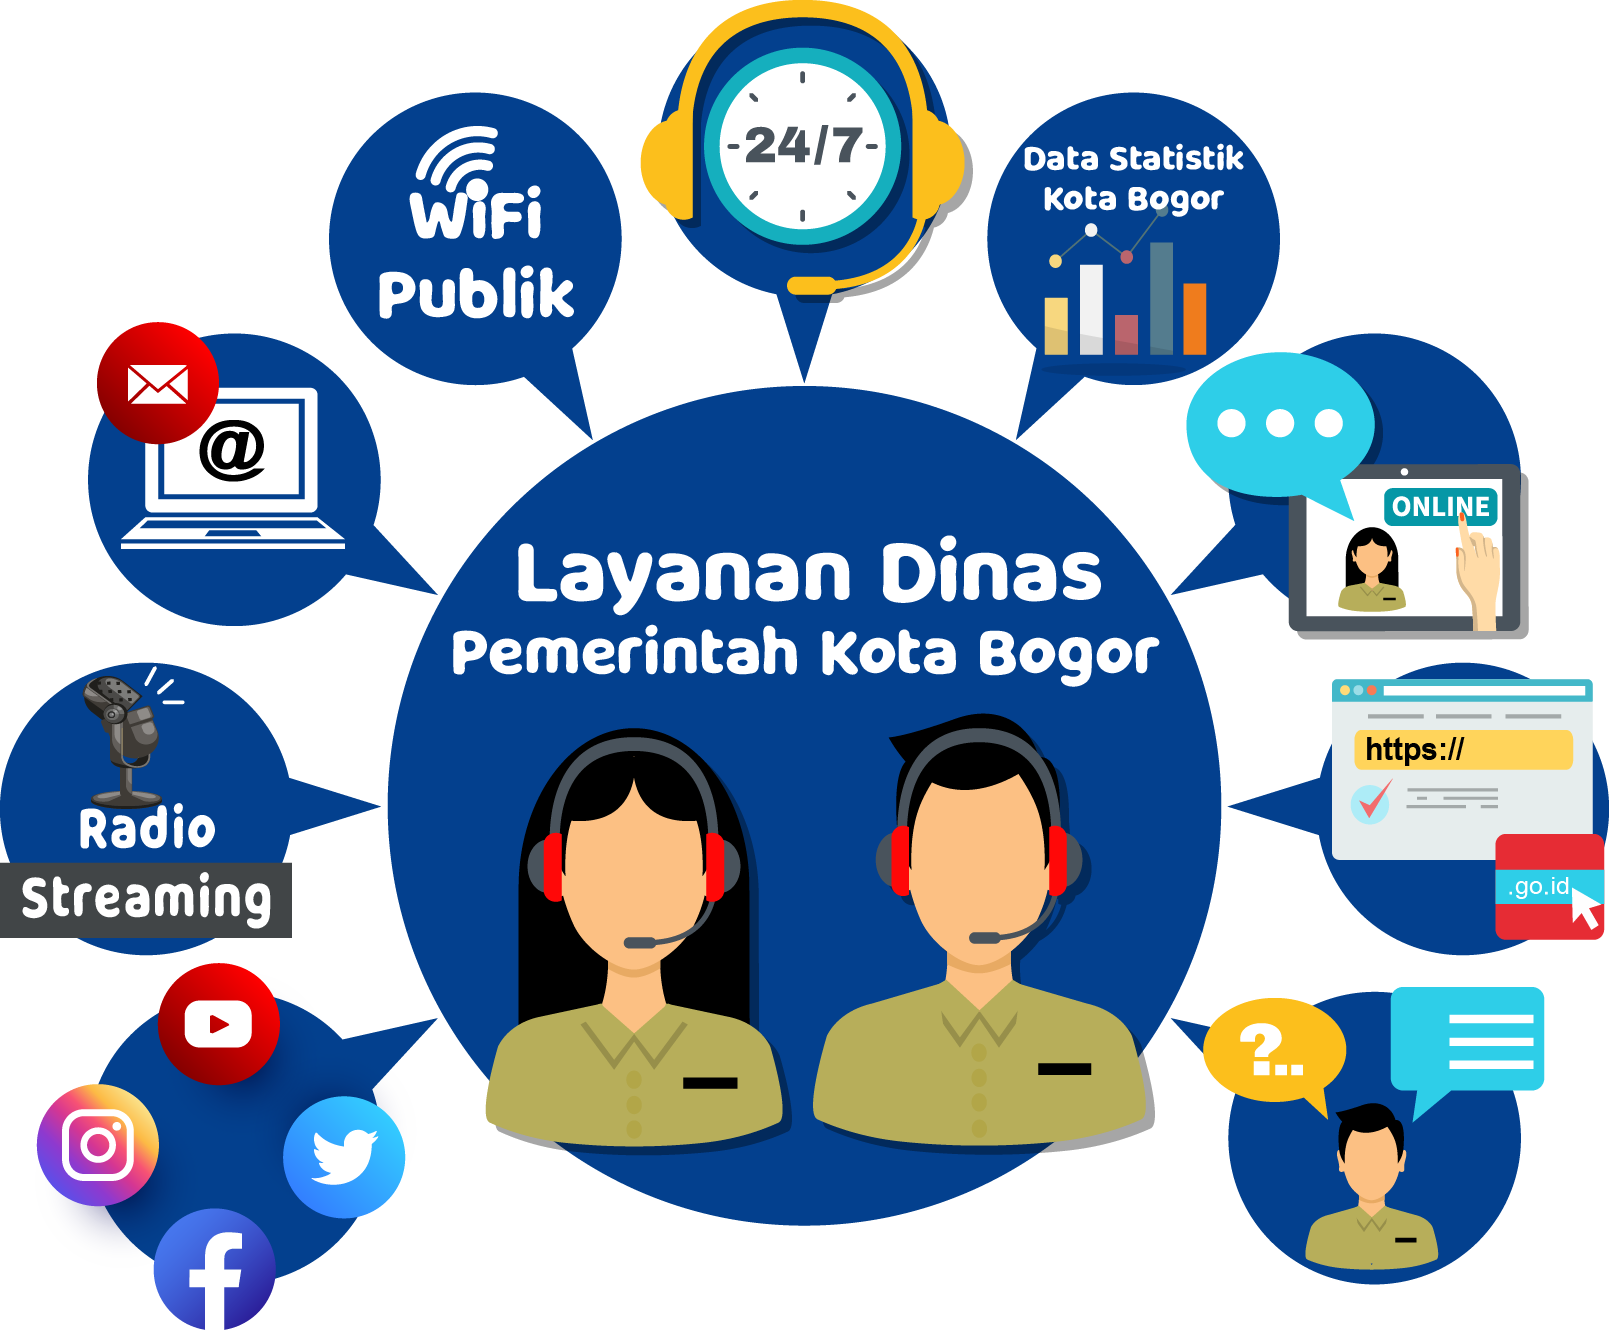 24/7
WiFi
Publik
Data Statistik
Kota Bogor
@
ONLINE
Layanan Dinas
Pemerintah Kota Bogor
https://
.go.id
Radio
Streaming
?...